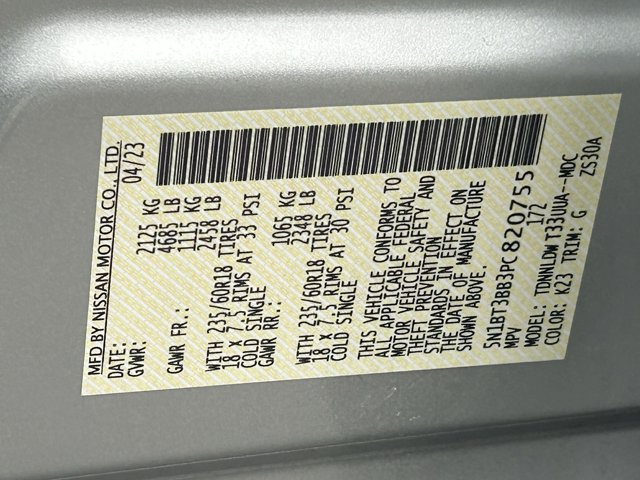 MFD BY NISSAN MOTOR CO., LTD.
DATE: 04/23
GVWR: 2125 KG
4685 LB
GAWR FR.: 1115 KG
2458 LB
WITH 235/60R18 TIRES
18 X 7.5 RIMS AT 33 PSI
COLD SINGLE
GAWR RR.: 1065 KG
2348 LB
WITH 235/60R18 TIRES
18 X 7.5 RIMS AT 30 PSI
COLD SINGLE
THIS VEHICLE CONFORMS TO
ALL APPLICABLE FEDERAL
MOTOR VEHICLE SAFETY AND
THEFT PREVENTION
STANDARDS IN EFFECT ON
THE DATE OF MANUFACTURE
SHOWN ABOVE.
5N1BT3BB3PC820755
MPV 172
MODEL: TDNNLDW T33UUA--MDC
COLOR: K23 TRIM: G ZS30A